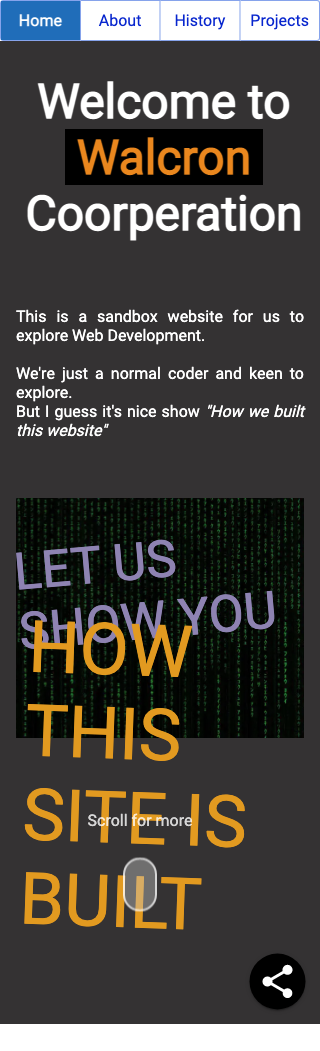 Home About History Projects
Welcome to
Walcron
Coorperation
This is a sandbox website for us to
explore Web Development.
We're just a normal coder and keen to
explore.
But I guess it's nice show "How we built
this website"
LET US
SHOW YOU
HOW
THIS
SITE IS
Scroll for more
BUILT